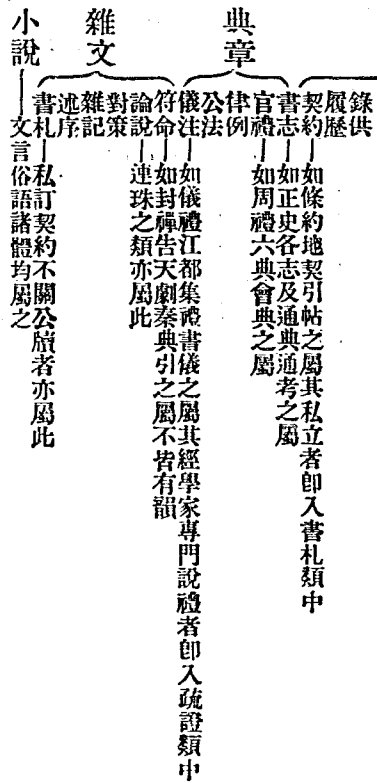 錄供
履歷
契約—如條約地契引帖之屬其私立者卽入書札類中
典章
書志—如正史各志及通典通考之屬
官禮—如周禮六典會典之屬
律例
公法
儀注—如儀禮江都集禮書儀之屬其經學家專門說禮者卽入疏證類中
雜文
符命—如封禪告天劇秦典引之屬不皆有韻
論說—連珠之類亦屬此
對策
雜記
述序
書札—私訂契約不關公牘者亦屬此
小說—文言俗語諸體均屬之